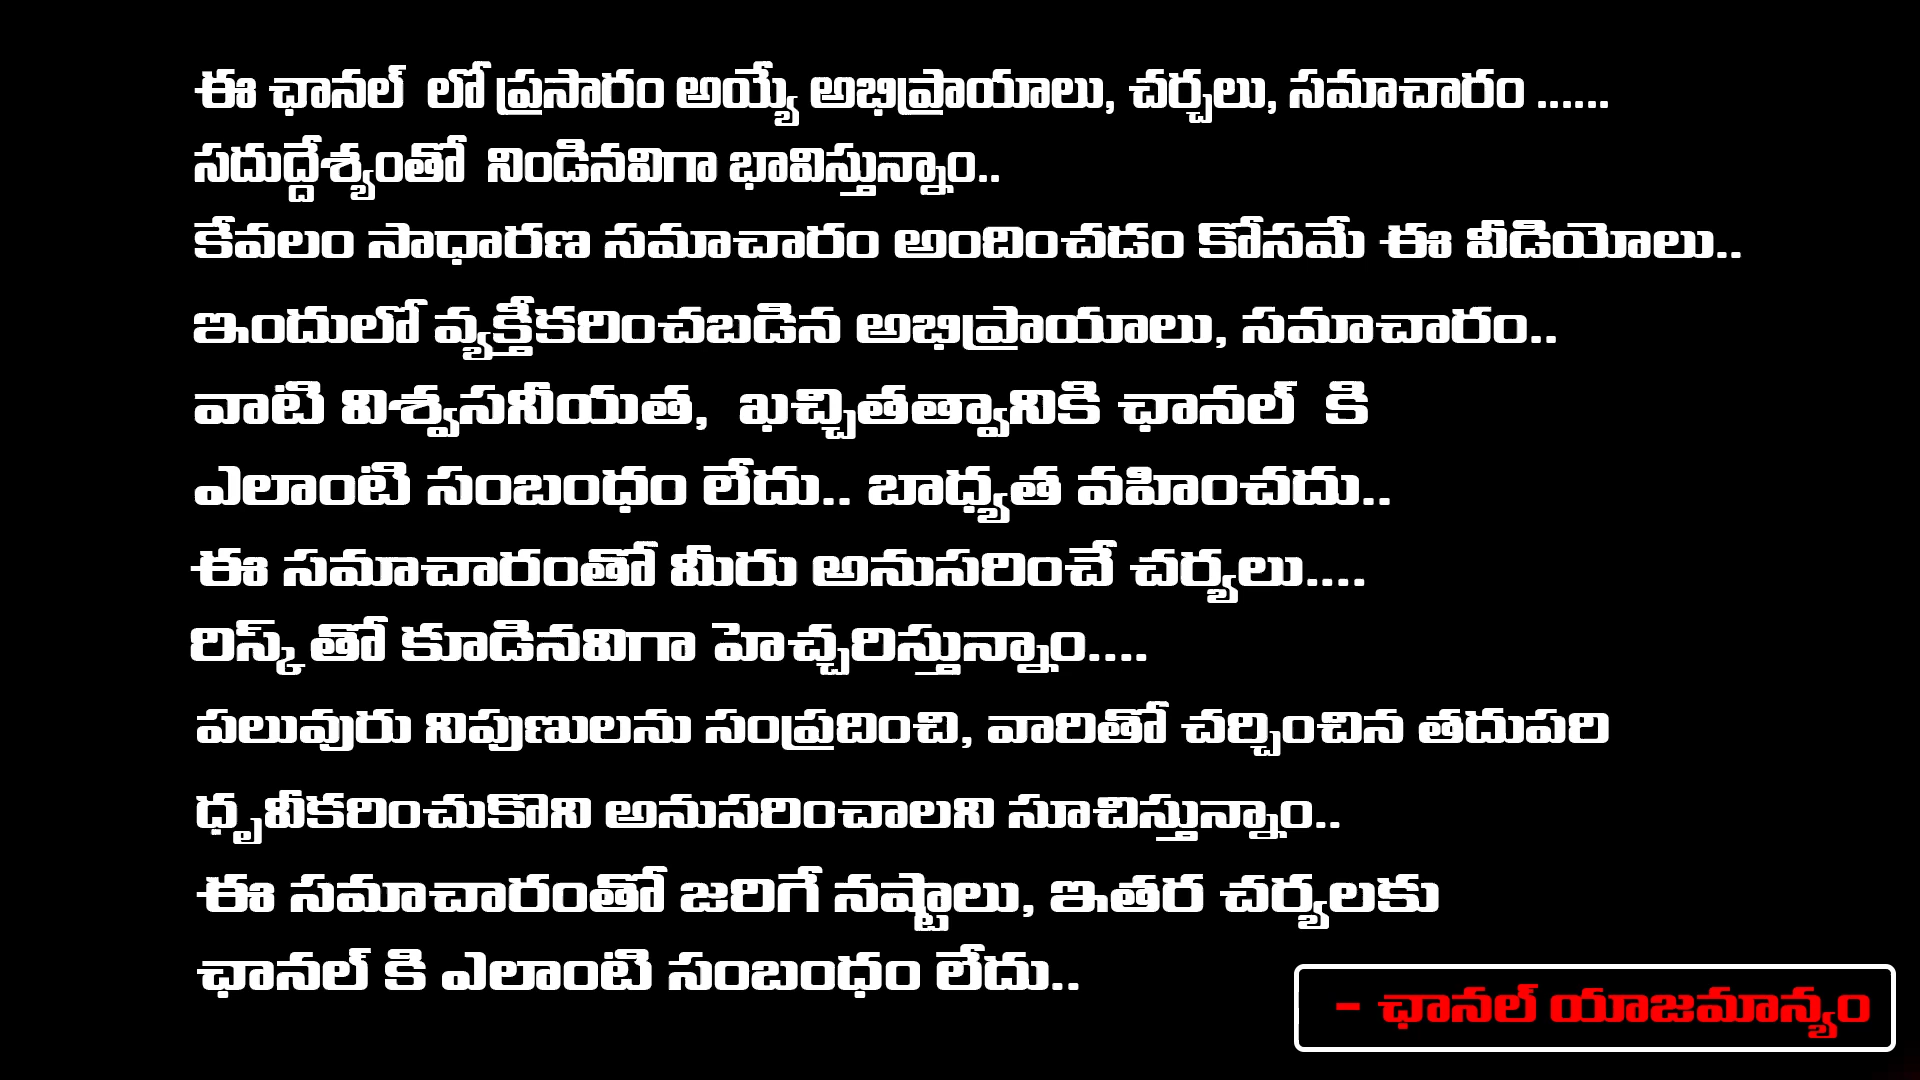 ఈ ఛానల్ లో ప్రసారం అయ్యే అభిప్రాయాలు, చర్చలు, సమాచారం ......
సదుద్దేశ్యంతో నిండినవిగా భావిస్తున్నాం..
కేవలం సాధారణ సమాచారం అందించడం కోసమే ఈ వీడియోలు..
ఇందులో వ్యక్తీకరించబడిన అభిప్రాయాలు, సమాచారం..
వాటి విశ్వసనీయత, ఖచ్చితత్వానికి ఛానల్ కి
ఎలాంటి సంబంధం లేదు.. బాధ్యత వహించదు..
ఈ సమాచారంతో మీరు అనుసరించే చర్యలు....
రిస్క్ తో కూడినవిగా హెచ్చరిస్తున్నాం....
పలువురు నిపుణులను సంప్రదించి, వారితో చర్చించిన తదుపరి
ధృవీకరించుకొని అనుసరించాలని సూచిస్తున్నాం..
ఈ సమాచారంతో జరిగే నష్టాలు, ఇతర చర్యలకు
ఛానల్ కి ఎలాంటి సంబంధం లేదు..
- ఛానల్ యాజమాన్యం